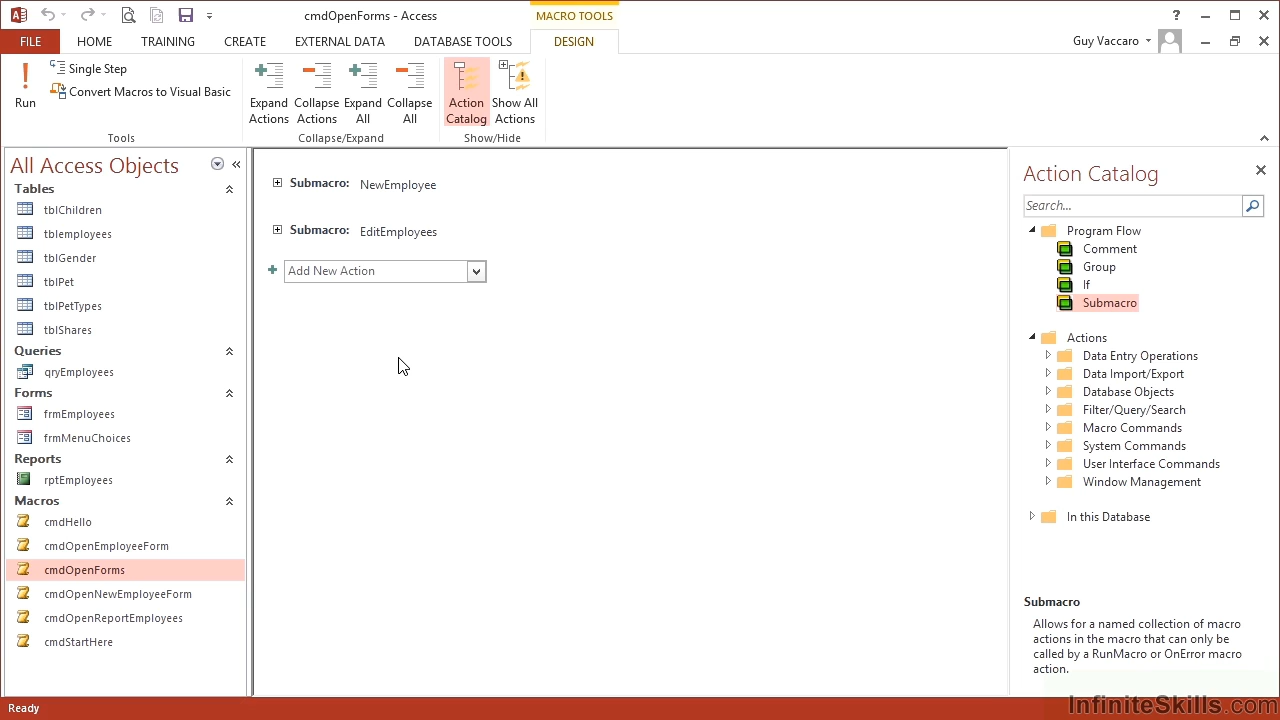 cmdOpenForms - Access
MACRO TOOLS
?
FILE
HOME
TRAINING
CREATE
EXTERNAL DATA
DATABASE TOOLS
DESIGN
Guy Vaccaro
Run
Single Step
Convert Macros to Visual Basic
Tools
Expand Actions
Collapse Actions
Expand All
Collapse All
Collapse/Expand
Action Catalog
Show All Actions
Show/Hide
All Access Objects
Tables
tblChildren
tblemployees
tblGender
tblPet
tblPetTypes
tblShares
Queries
qryEmployees
Forms
frmEmployees
frmMenuChoices
Reports
rptEmployees
Macros
cmdHello
cmdOpenEmployeeForm
cmdOpenForms
cmdOpenNewEmployeeForm
cmdOpenReportEmployees
cmdStartHere
Submacro: NewEmployee
Submacro: EditEmployees
Add New Action
Action Catalog
Search...
Program Flow
Comment
Group
If
Submacro
Actions
Data Entry Operations
Data Import/Export
Database Objects
Filter/Query/Search
Macro Commands
System Commands
User Interface Commands
Window Management
In this Database
Submacro
Allows for a named collection of macro
actions in the macro that can only be
called by a RunMacro or OnError macro
action.
Ready
InfiniteSkills.com